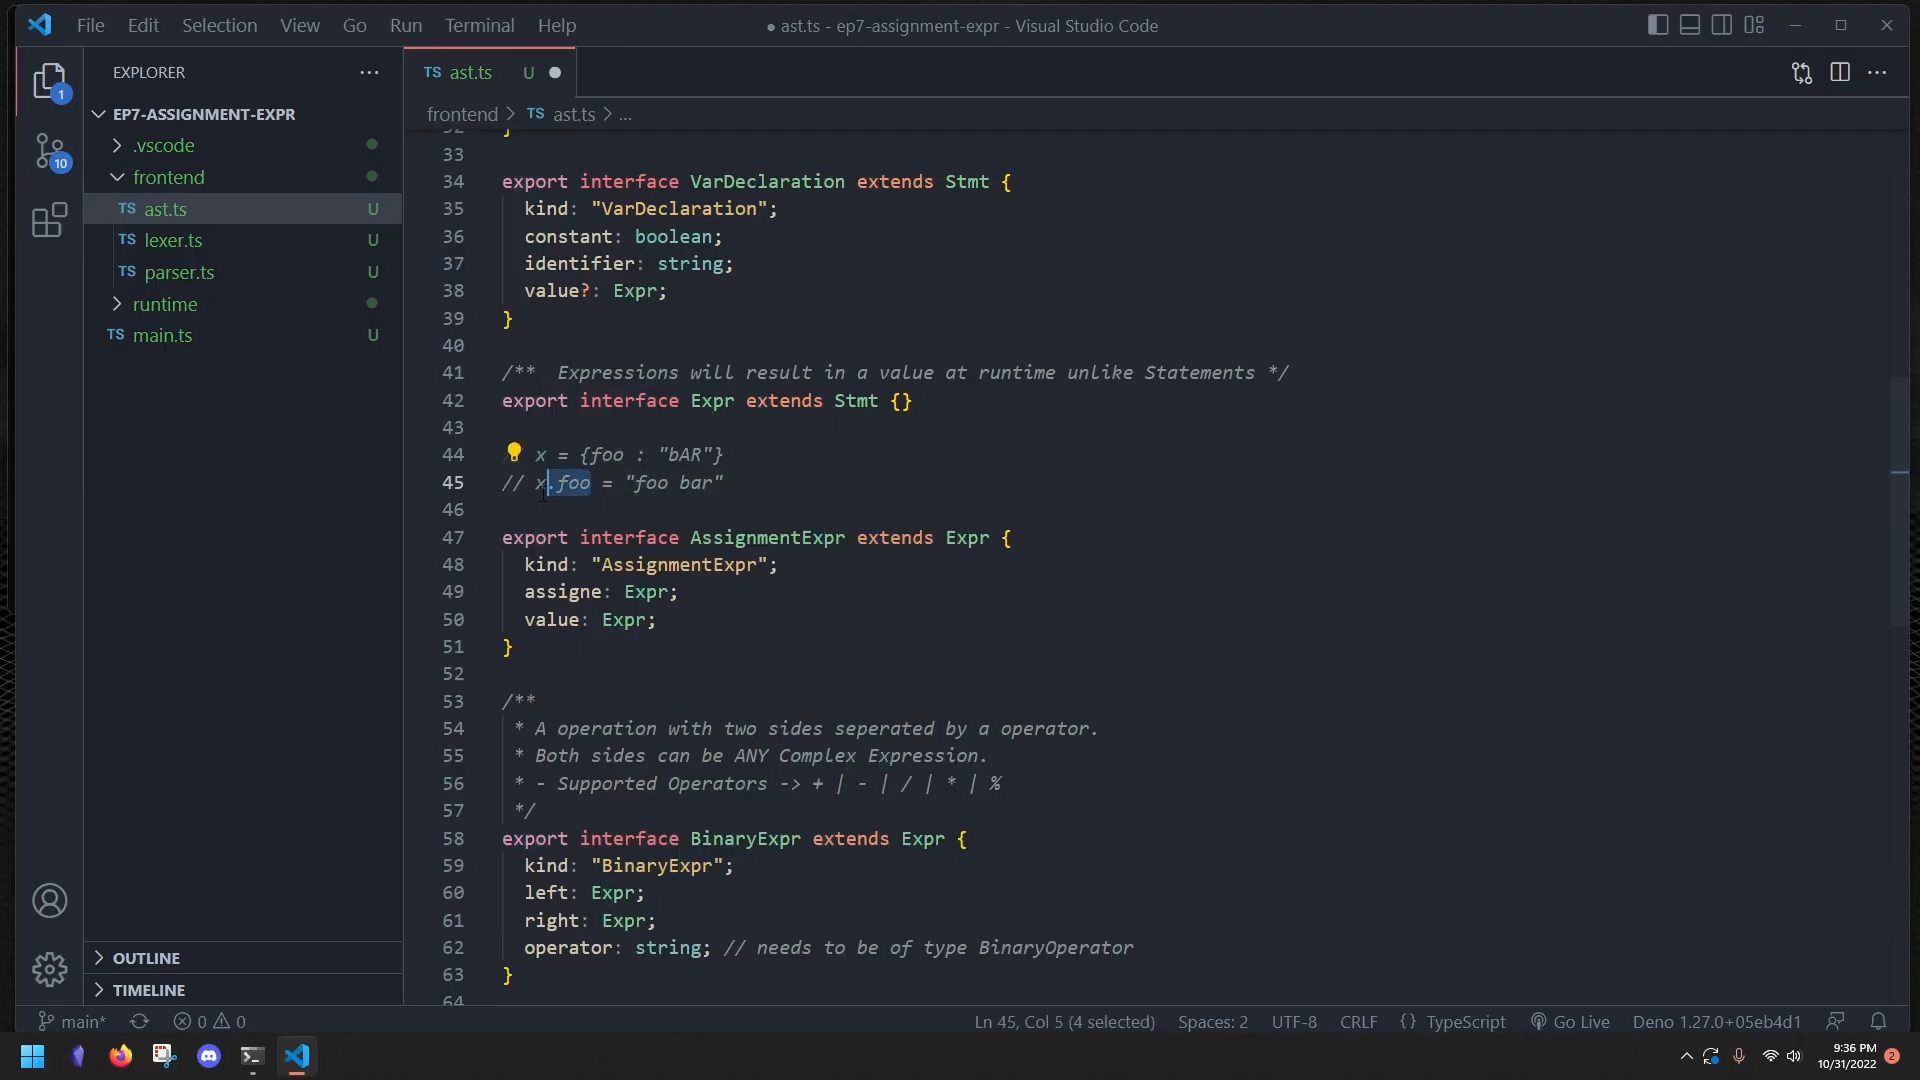 File Edit Selection View Go Run Terminal Help
● ast.ts - ep7-assignment-expr - Visual Studio Code
EXPLORER
TS ast.ts U
1
EP7-ASSIGNMENT-EXPR
frontend > TS ast.ts > ...
.vscode
10
frontend
TS ast.ts U
TS lexer.ts U
TS parser.ts U
runtime
TS main.ts U
32 }
33
34 export interface VarDeclaration extends Stmt {
35 kind: "VarDeclaration";
36 constant: boolean;
37 identifier: string;
38 value?: Expr;
39 }
40
41 /** Expressions will result in a value at runtime unlike Statements */
42 export interface Expr extends Stmt {}
43
44 x = {foo : "bAR"}
45 // x.foo = "foo bar"
46
47 export interface AssignmentExpr extends Expr {
48 kind: "AssignmentExpr";
49 assigne: Expr;
50 value: Expr;
51 }
52
53 /**
54 * A operation with two sides seperated by a operator.
55 * Both sides can be ANY Complex Expression.
56 * - Supported Operators -> + | - | / | * | %
57 */
58 export interface BinaryExpr extends Expr {
59 kind: "BinaryExpr";
60 left: Expr;
61 right: Expr;
62 operator: string; // needs to be of type BinaryOperator
63 }
64
OUTLINE
TIMELINE
main* 0 0
Ln 45, Col 5 (4 selected) Spaces: 2 UTF-8 CRLF {} TypeScript Go Live Deno 1.27.0+05eb4d1
9:36 PM
10/31/2022
2